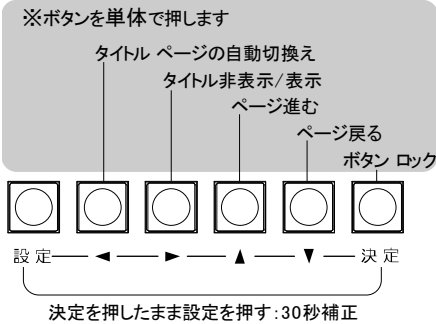 ※ボタンを単体で押します
タイトル ページの自動切換え
タイトル非表示/表示
ページ進む
ページ戻る
ボタン ロック
設定 ◄ ► ▲ ▼ 決定
決定を押したまま設定を押す:30秒補正